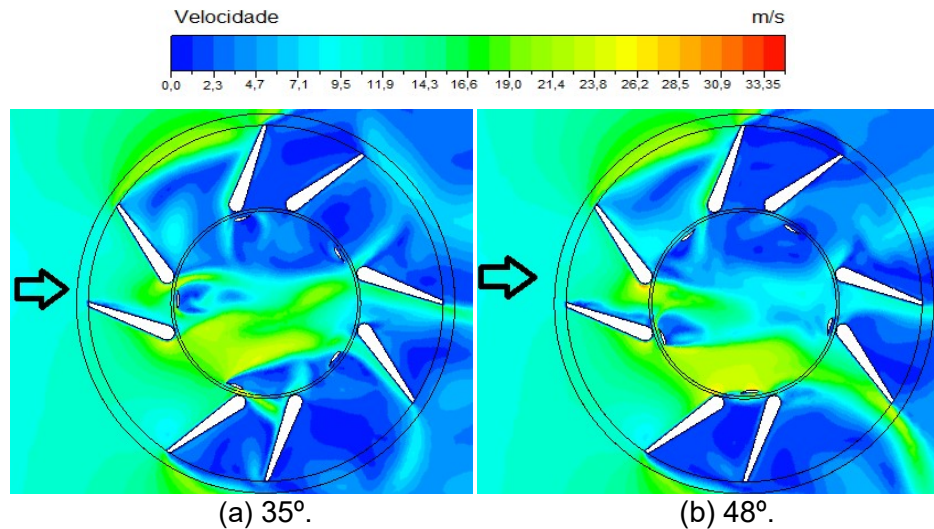 Velocidade m/s
0,0 2,3 4,7 7,1 9,5 11,9 14,3 16,6 19,0 21,4 23,8 26,2 28,5 30,9 33,35
(a) 35º. (b) 48º.